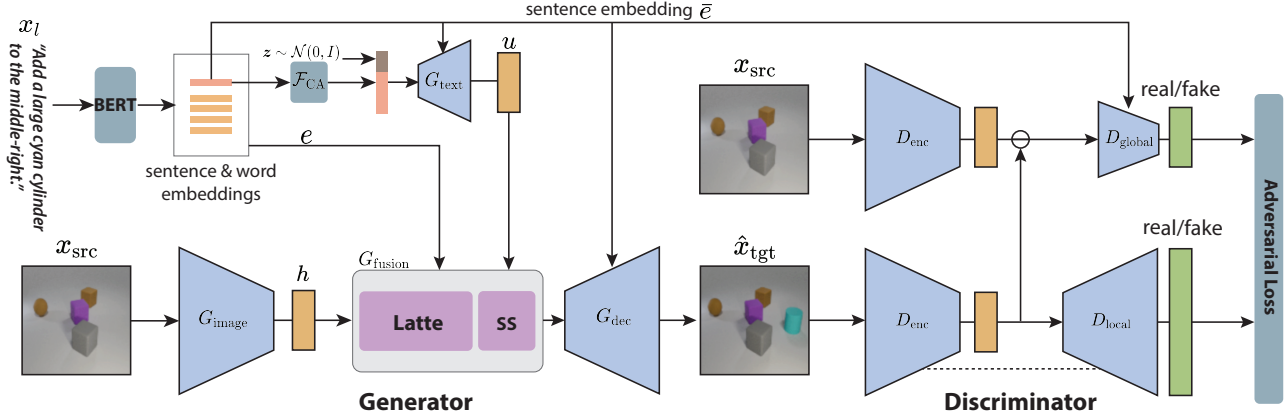 sentence embedding ē
x_l
"Add a large cyan cylinder
to the middle-right."
BERT
z ∼ 𝒩(0, I)
ℱ_CA
G_text
u
e
sentence & word
embeddings
x_src
D_enc
real/fake
D_global
x_src
G_image
h
G_fusion
Latte
SS
G_dec
x̂_tgt
D_enc
D_local
real/fake
Adversarial Loss
Generator
Discriminator